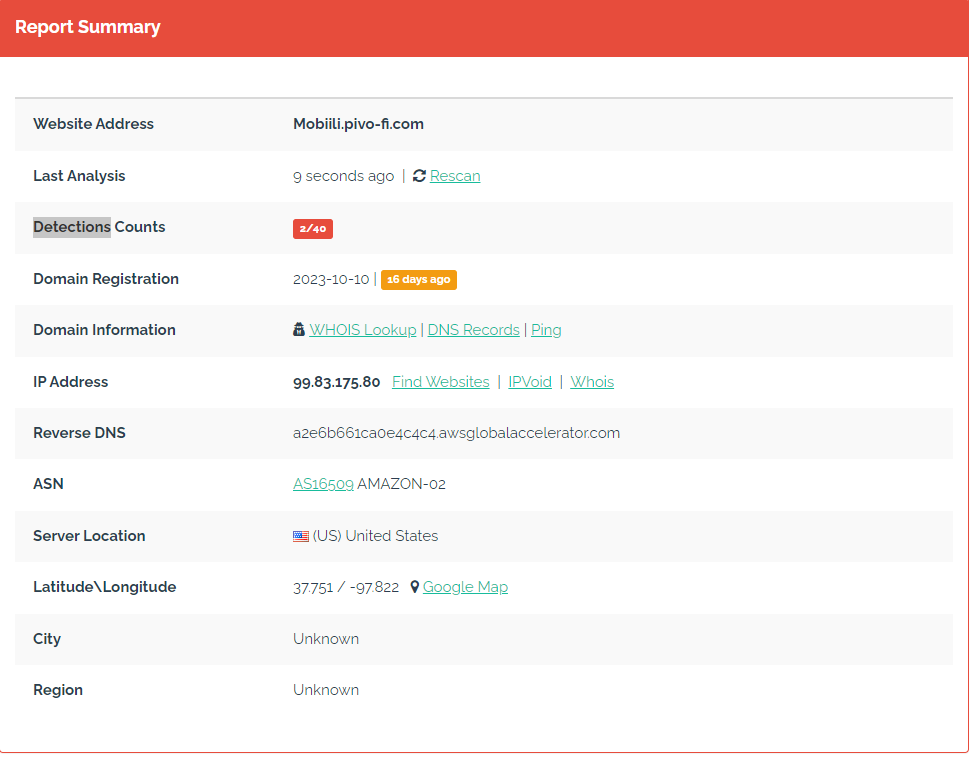 Report Summary
Website Address Mobiili.pivo-fi.com
Last Analysis 9 seconds ago | Rescan
Detections Counts 2/40
Domain Registration 2023-10-10 | 16 days ago
Domain Information WHOIS Lookup | DNS Records | Ping
IP Address 99.83.175.80 Find Websites | IPVoid | Whois
Reverse DNS a2e6b661ca0e4c4c4.awsglobalaccelerator.com
ASN AS16509 AMAZON-02
Server Location (US) United States
Latitude\Longitude 37.751 / -97.822 Google Map
City Unknown
Region Unknown